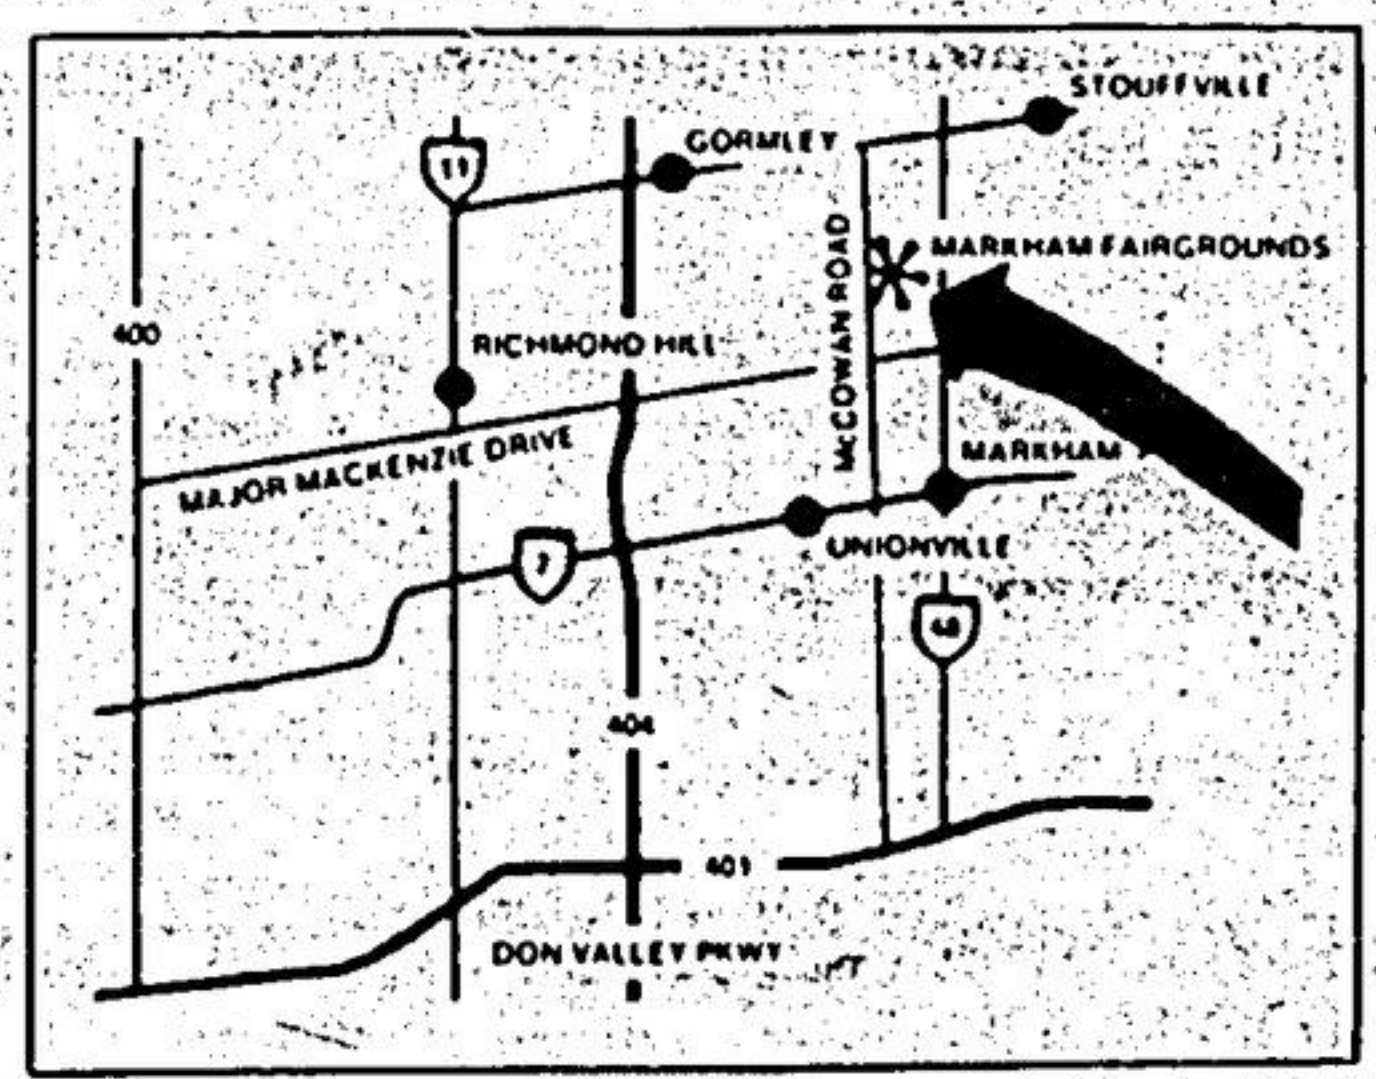 STOUFFVILLE
GORMLEY
11
McCOWAN ROAD
MARKHAM FAIRGROUNDS
400
RICHMOND HILL
MAJOR MACKENZIE DRIVE
MARKHAM
UNIONVILLE
7
48
404
401
DON VALLEY PKWY